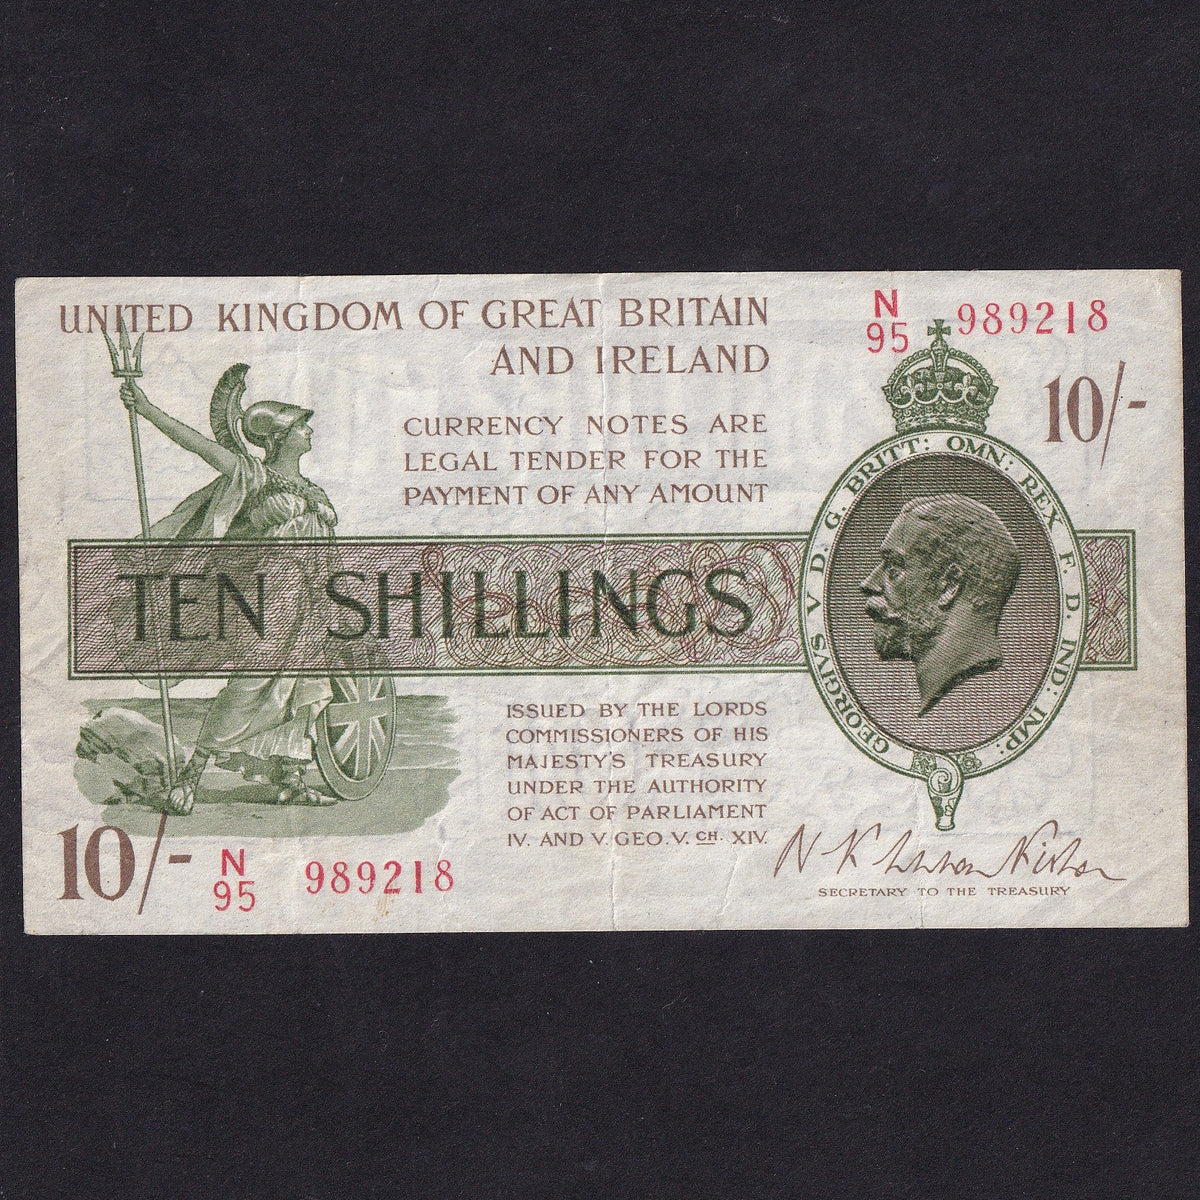 UNITED KINGDOM OF GREAT BRITAIN
AND IRELAND
N
95 989218
10/-
CURRENCY NOTES ARE
LEGAL TENDER FOR THE
PAYMENT OF ANY AMOUNT
GEORGIVS V D. G. BRITT: OMN: REX F. D. IND: IMP:
TEN SHILLINGS
ISSUED BY THE LORDS
COMMISSIONERS OF HIS
MAJESTY'S TREASURY
UNDER THE AUTHORITY
OF ACT OF PARLIAMENT
IV. AND V. GEO. V. CH. XIV.
10/-
N
95 989218
SECRETARY TO THE TREASURY